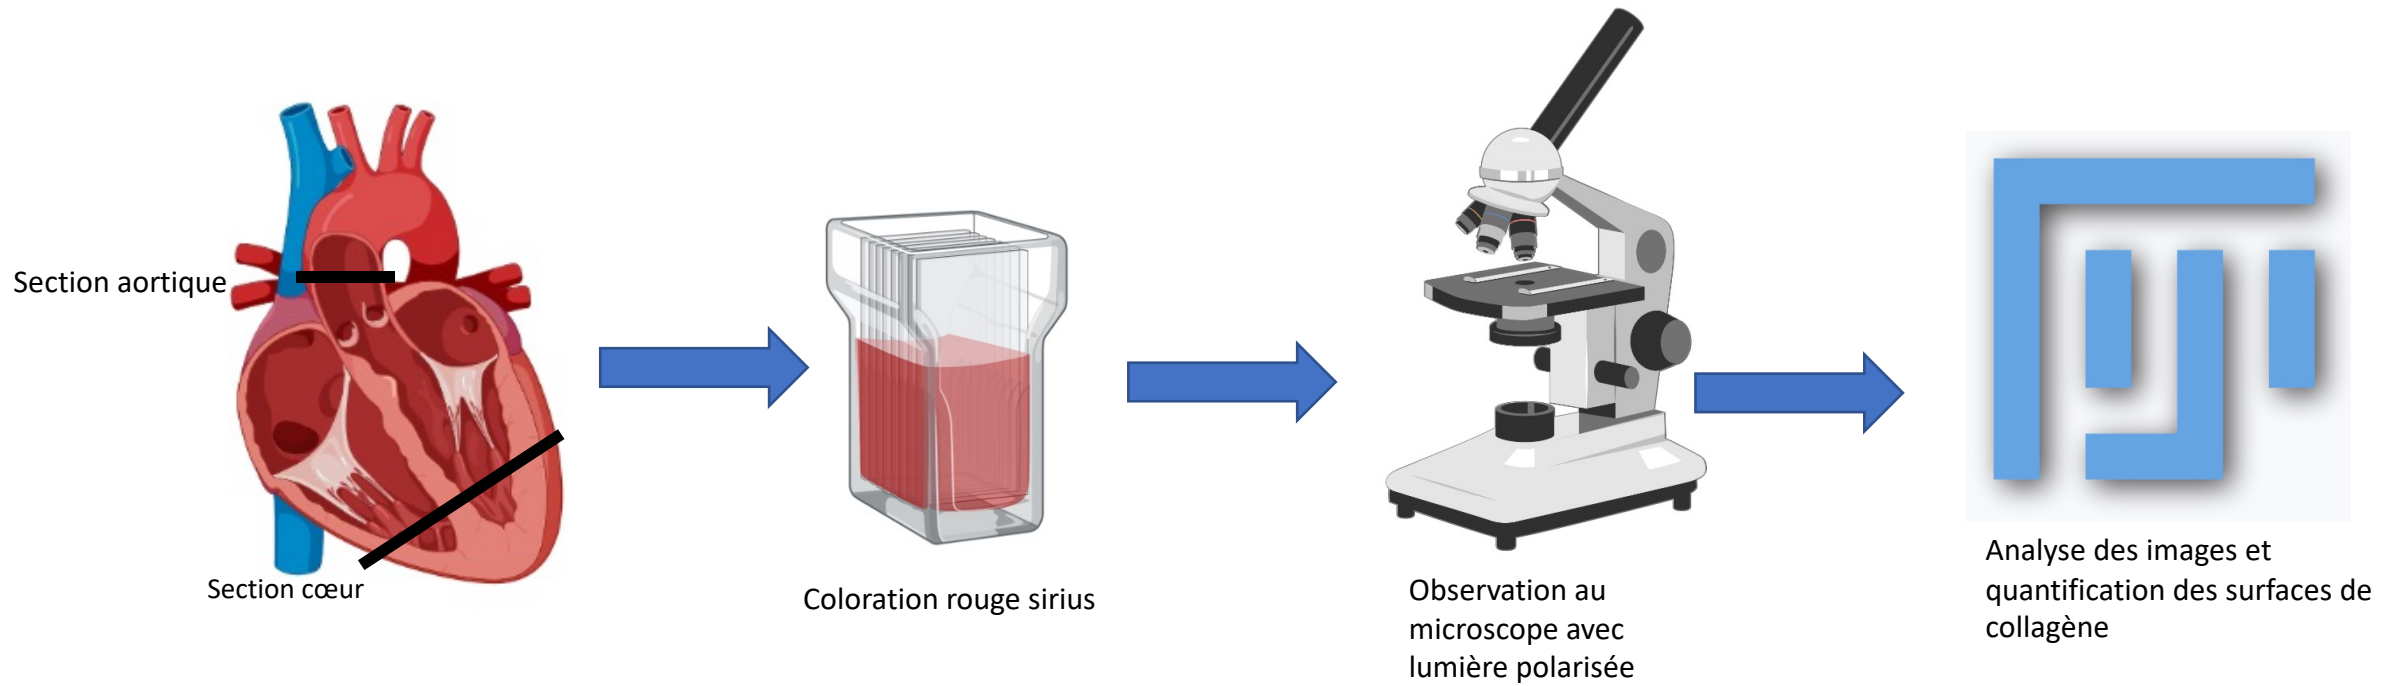 Section aortique
Section cœur
Coloration rouge sirius
Observation au
microscope avec
lumière polarisée
Analyse des images et
quantification des surfaces de
collagène